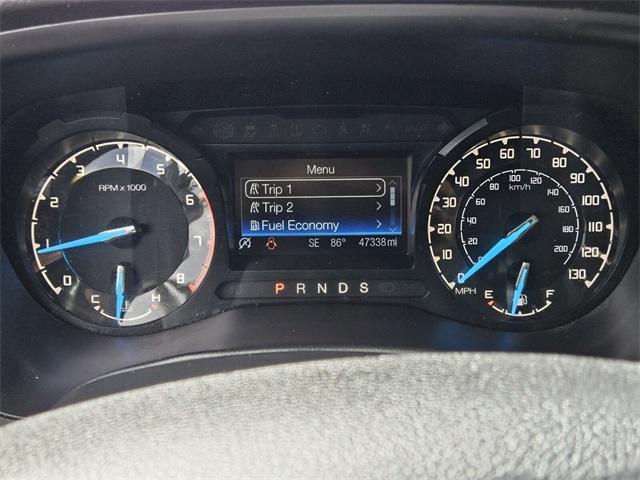 RPM x 1000
0 1 2 3 4 5 6 7 8
C H
Menu
Trip 1
Trip 2
Fuel Economy
SE 86° 47338 mi
P R N D S
0 10 20 30 40 50 60 70 80 90 100 110 120 130
MPH
0 20 40 60 80 100 120 140 160 180 200
km/h
E F